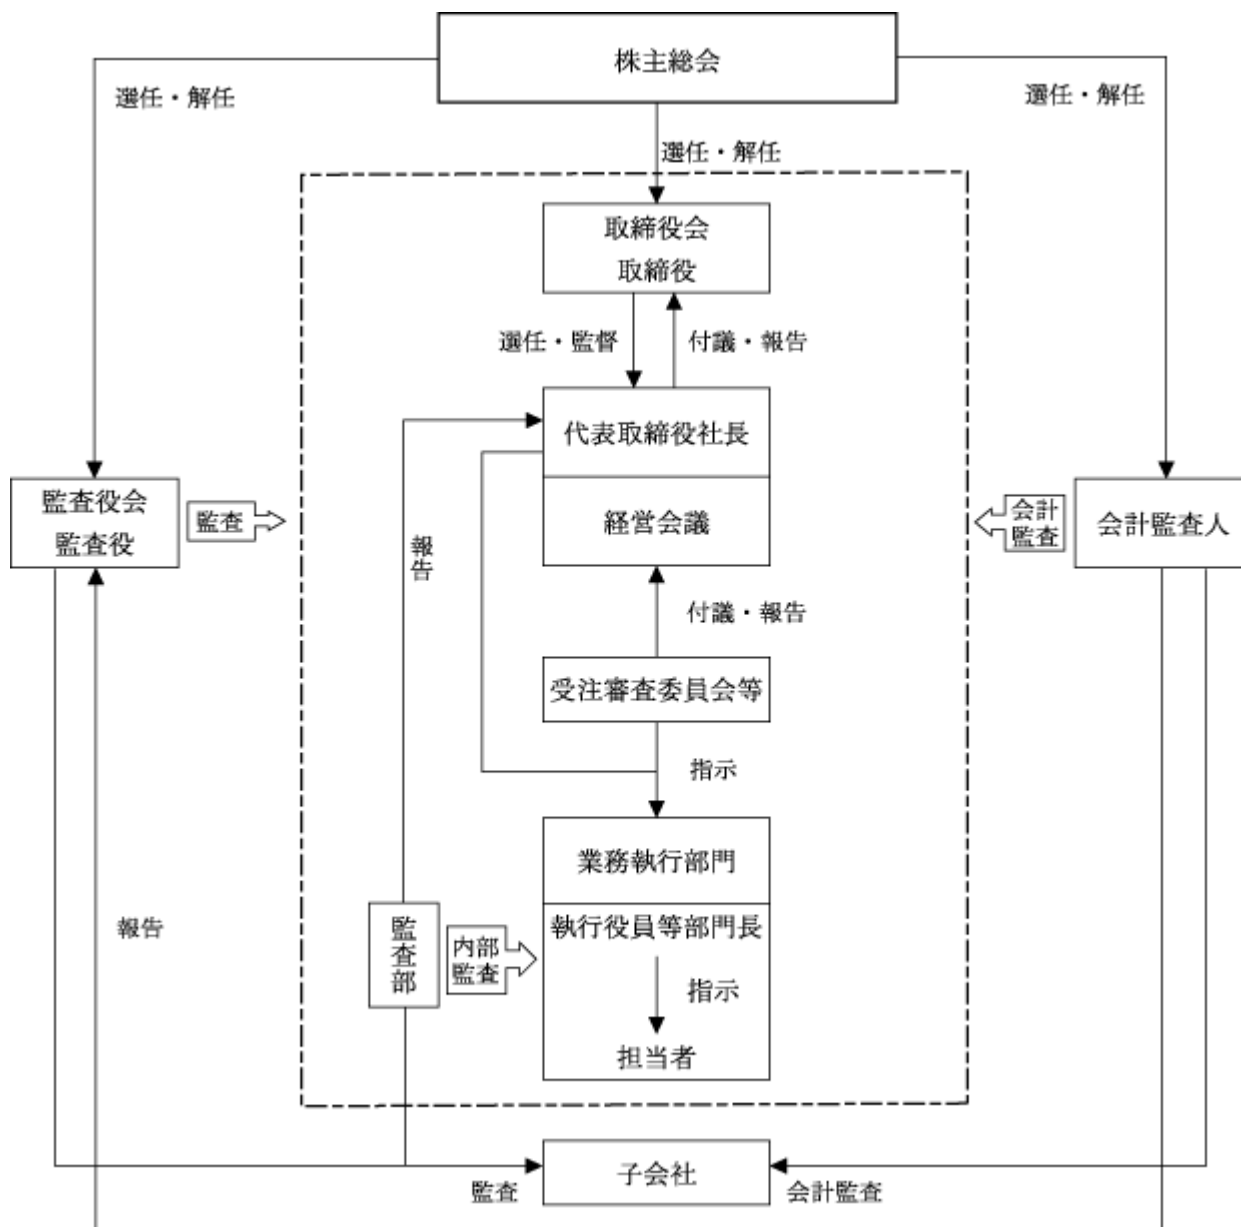 株主総会
選任・解任
選任・解任
選任・解任
取締役会
取締役
選任・監督
付議・報告
代表取締役社長
経営会議
監査役会
監査役
監査
会計
監査
会計監査人
報告
付議・報告
受注審査委員会等
指示
業務執行部門
執行役員等部門長
指示
担当者
監査部
内部
監査
報告
子会社
監査
会計監査